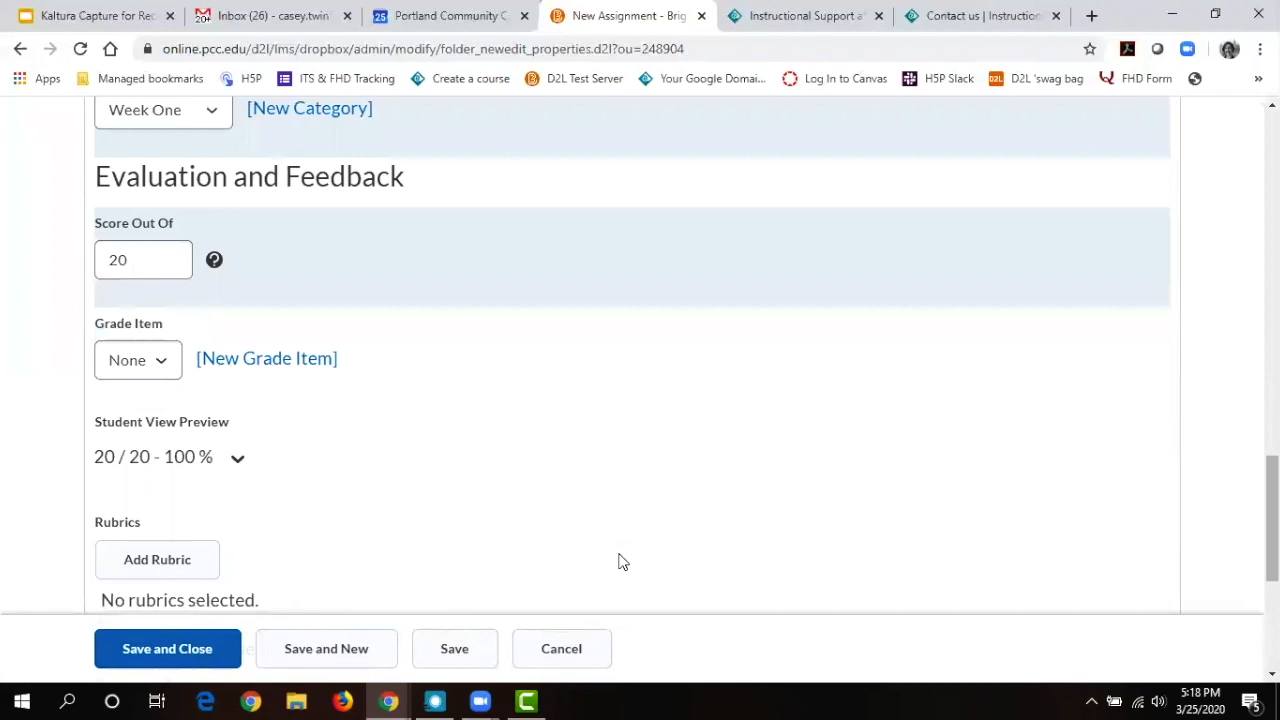 Kaltura Capture for Rec
Inbox (26) - casey.twin
Portland Community C
New Assignment - Brig
Instructional Support a
Contact us | Instruction
online.pcc.edu/d2l/lms/dropbox/admin/modify/folder_newedit_properties.d2l?ou=248904
Apps
Managed bookmarks
H5P
ITS & FHD Tracking
Create a course
D2L Test Server
Your Google Domai...
Log In to Canvas
H5P Slack
D2L 'swag bag
FHD Form
»
Week One
[New Category]
Evaluation and Feedback
Score Out Of
20
Grade Item
None
[New Grade Item]
Student View Preview
20 / 20 - 100 %
Rubrics
Add Rubric
No rubrics selected.
Save and Close
Save and New
Save
Cancel
5:18 PM
3/25/2020